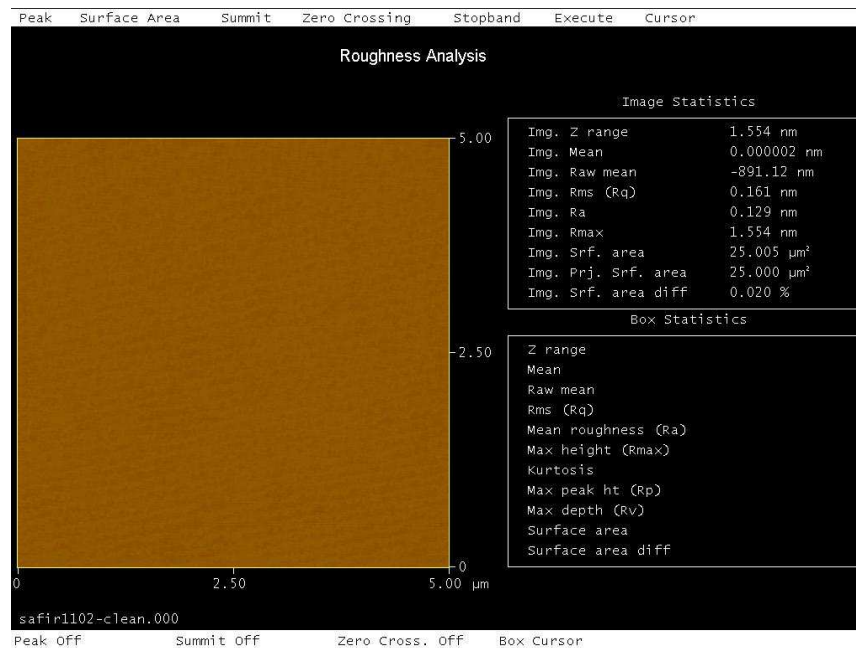 Peak Surface Area Summit Zero Crossing Stopband Execute Cursor
Roughness Analysis
Image Statistics
Img. Z range 1.554 nm
Img. Mean 0.000002 nm
Img. Raw mean -891.12 nm
Img. Rms (Rq) 0.161 nm
Img. Ra 0.129 nm
Img. Rmax 1.554 nm
Img. Srf. area 25.005 µm²
Img. Prj. Srf. area 25.000 µm²
Img. Srf. area diff 0.020 %
Box Statistics
Z range
Mean
Raw mean
Rms (Rq)
Mean roughness (Ra)
Max height (Rmax)
Kurtosis
Max peak ht (Rp)
Max depth (Rv)
Surface area
Surface area diff
5.00
2.50
0
0 2.50 5.00 µm
safir1102-clean.000
Peak Off Summit Off Zero Cross. Off Box Cursor